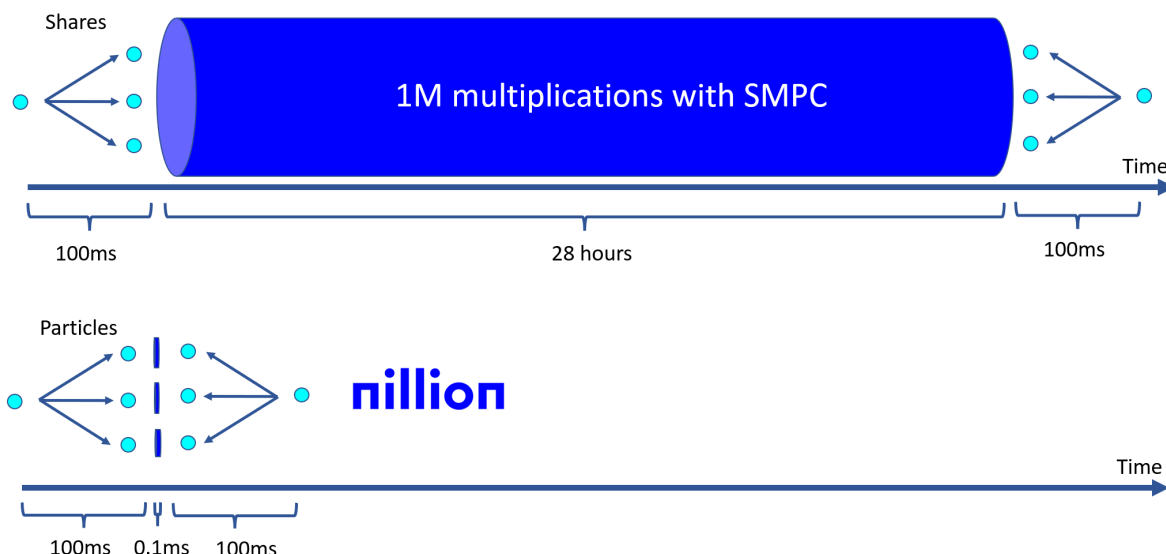 Shares
1M multiplications with SMPC
Time
100ms
28 hours
100ms
Particles
nillion
Time
100ms
0.1ms
100ms